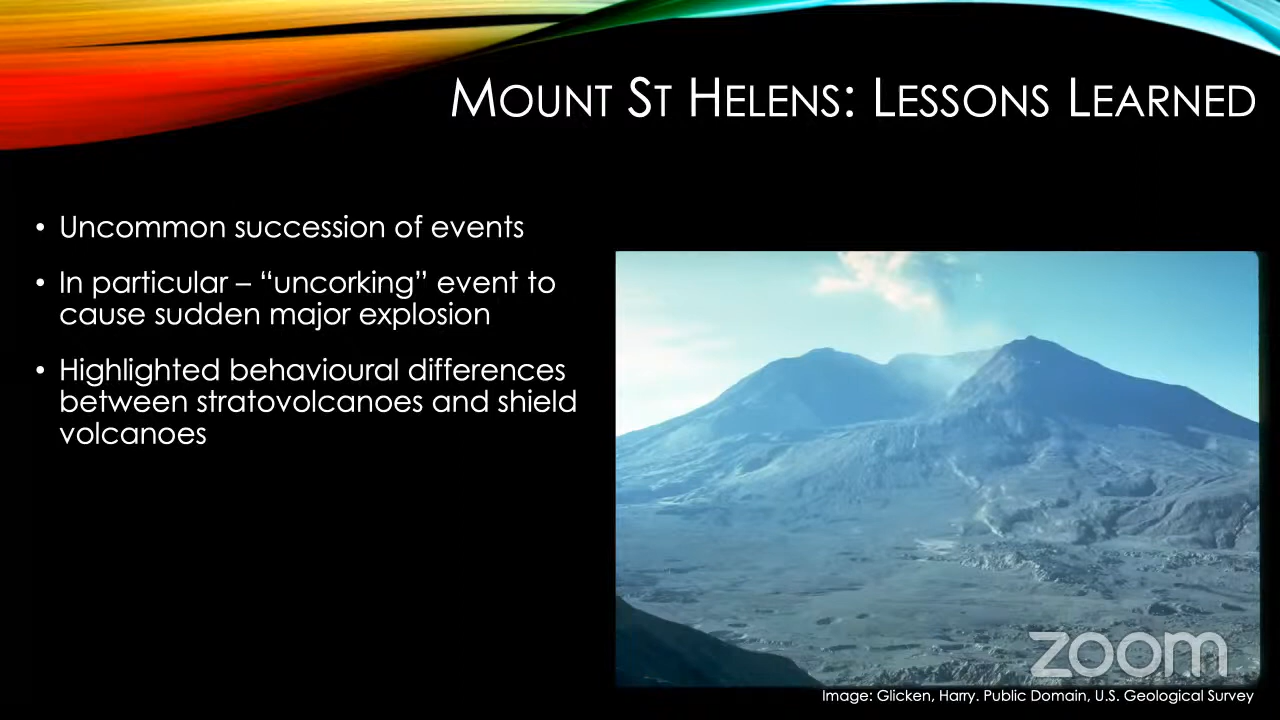 Mount St Helens: Lessons Learned
• Uncommon succession of events
• In particular – “uncorking” event to
cause sudden major explosion
• Highlighted behavioural differences
between stratovolcanoes and shield
volcanoes
zoom
Image: Glicken, Harry. Public Domain, U.S. Geological Survey